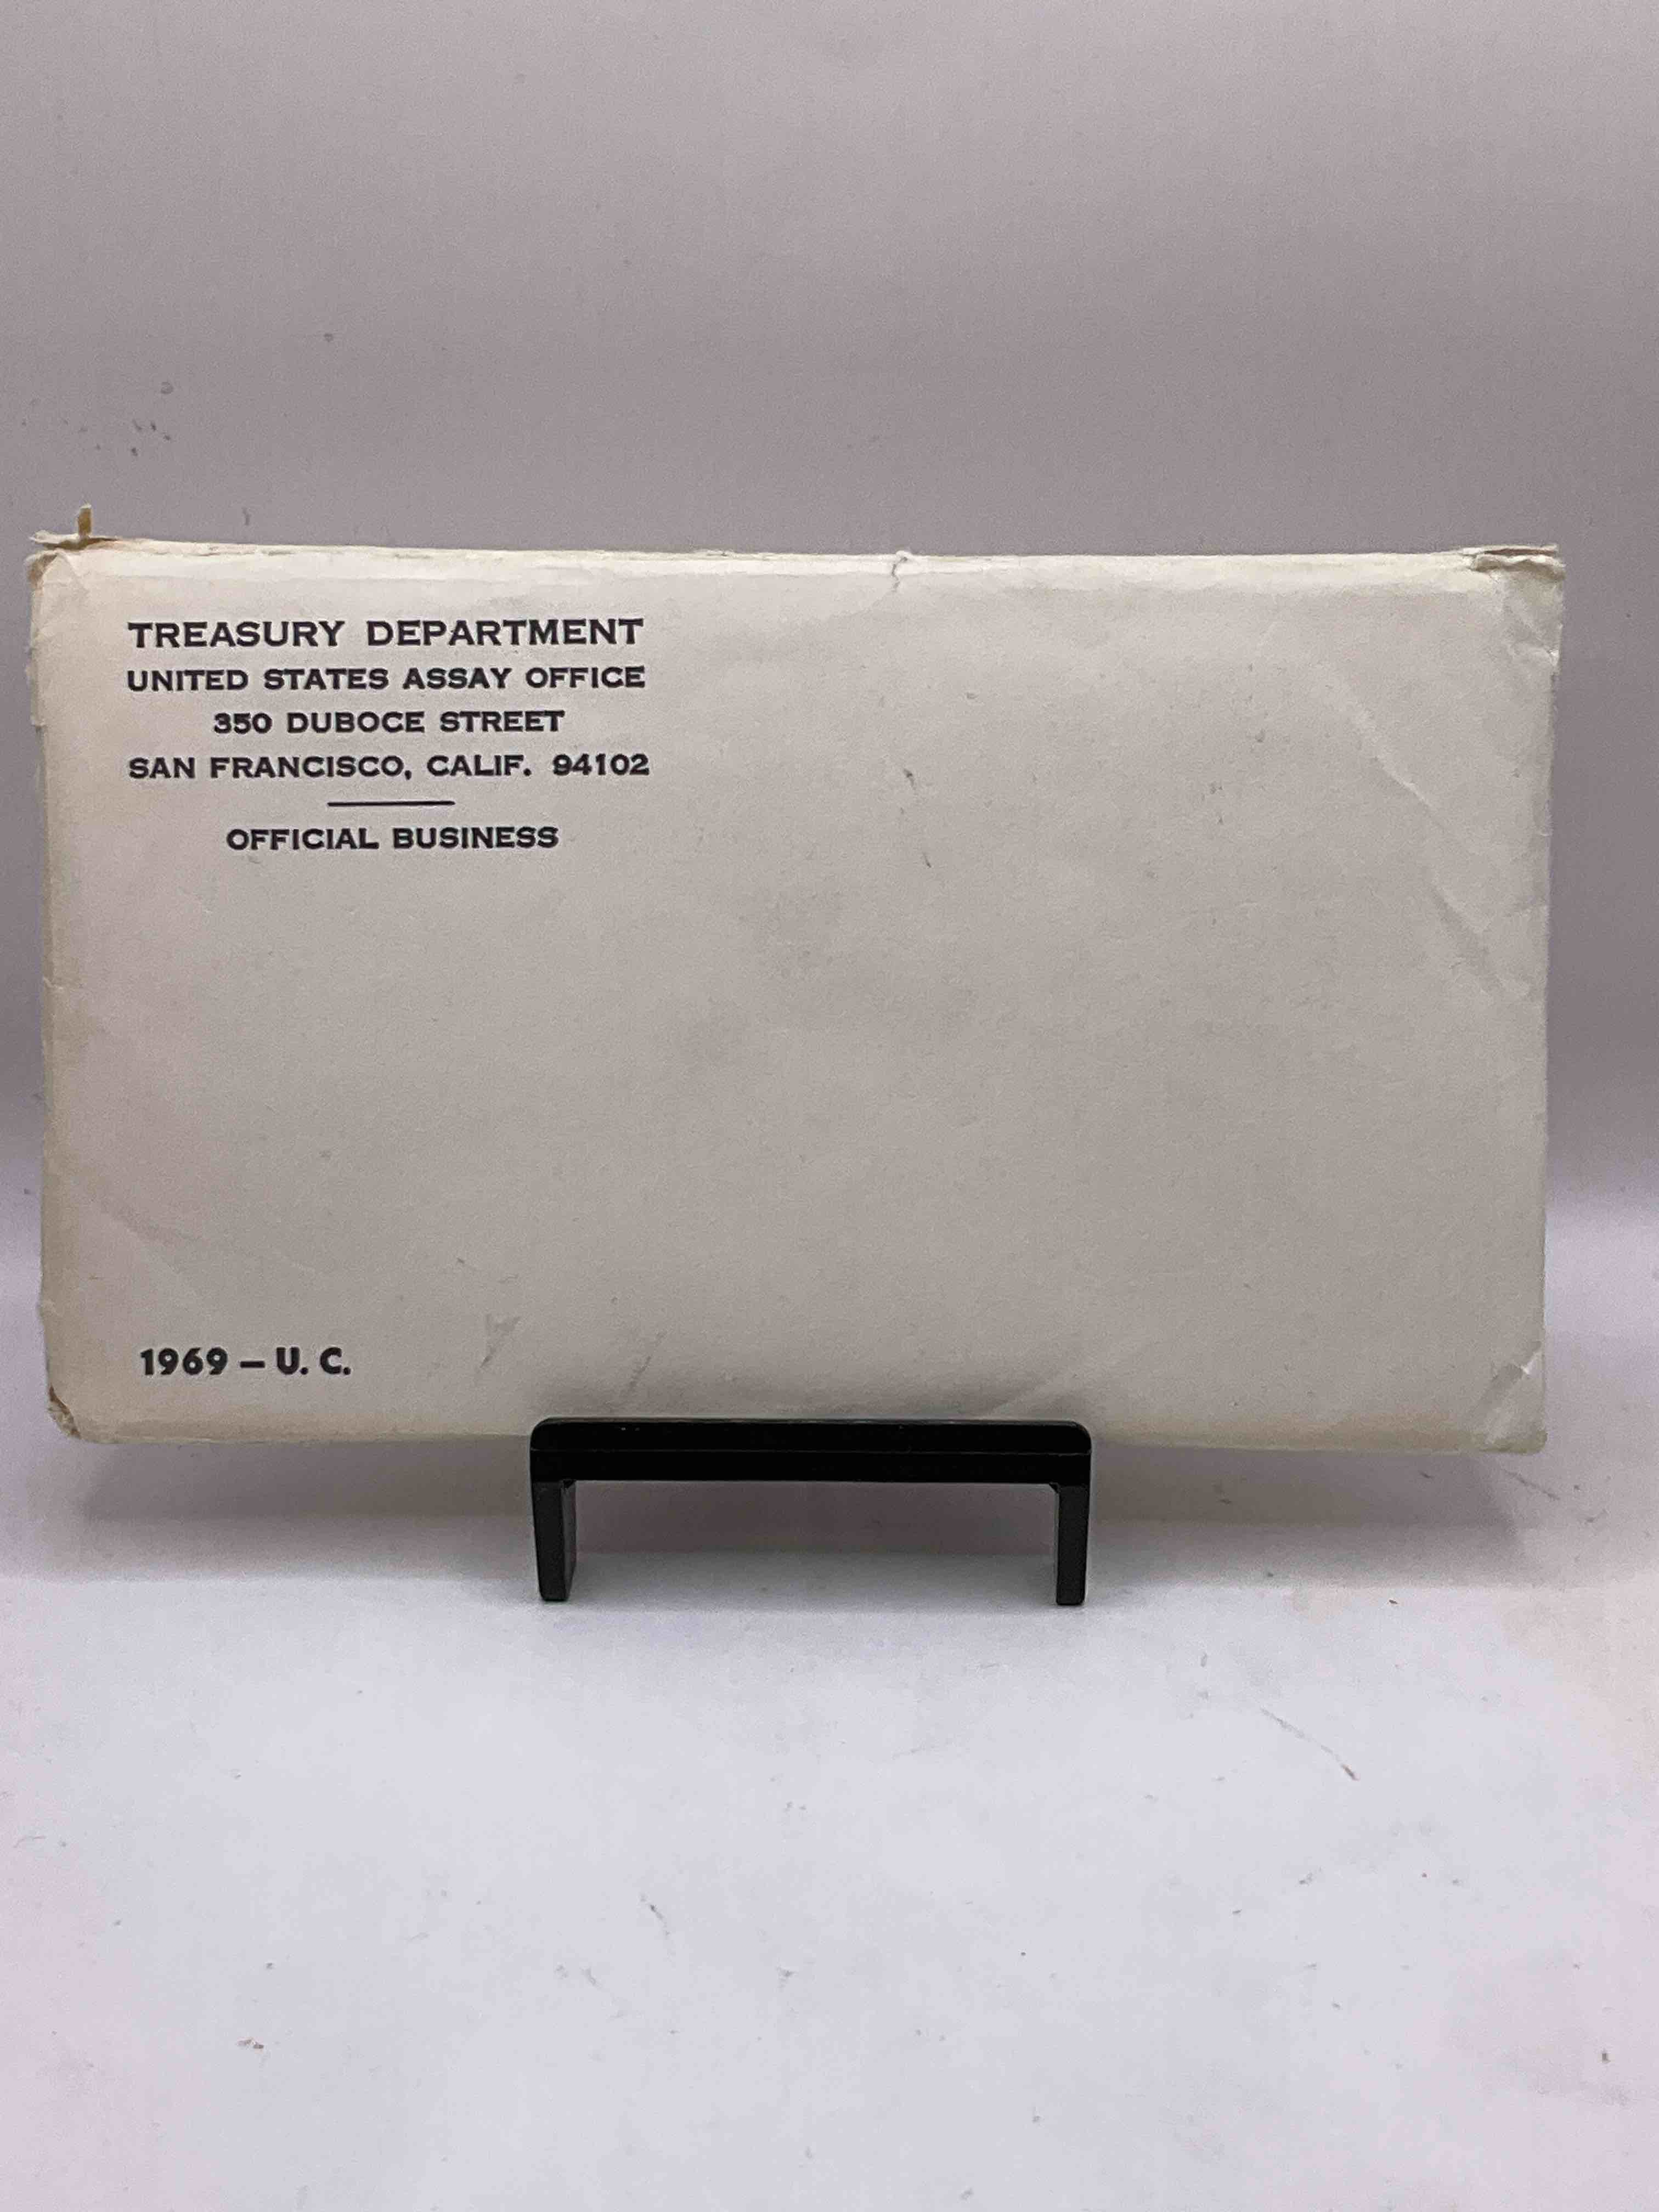 TREASURY DEPARTMENT
UNITED STATES ASSAY OFFICE
350 DUBOCE STREET
SAN FRANCISCO, CALIF. 94102
OFFICIAL BUSINESS
1969 – U. C.